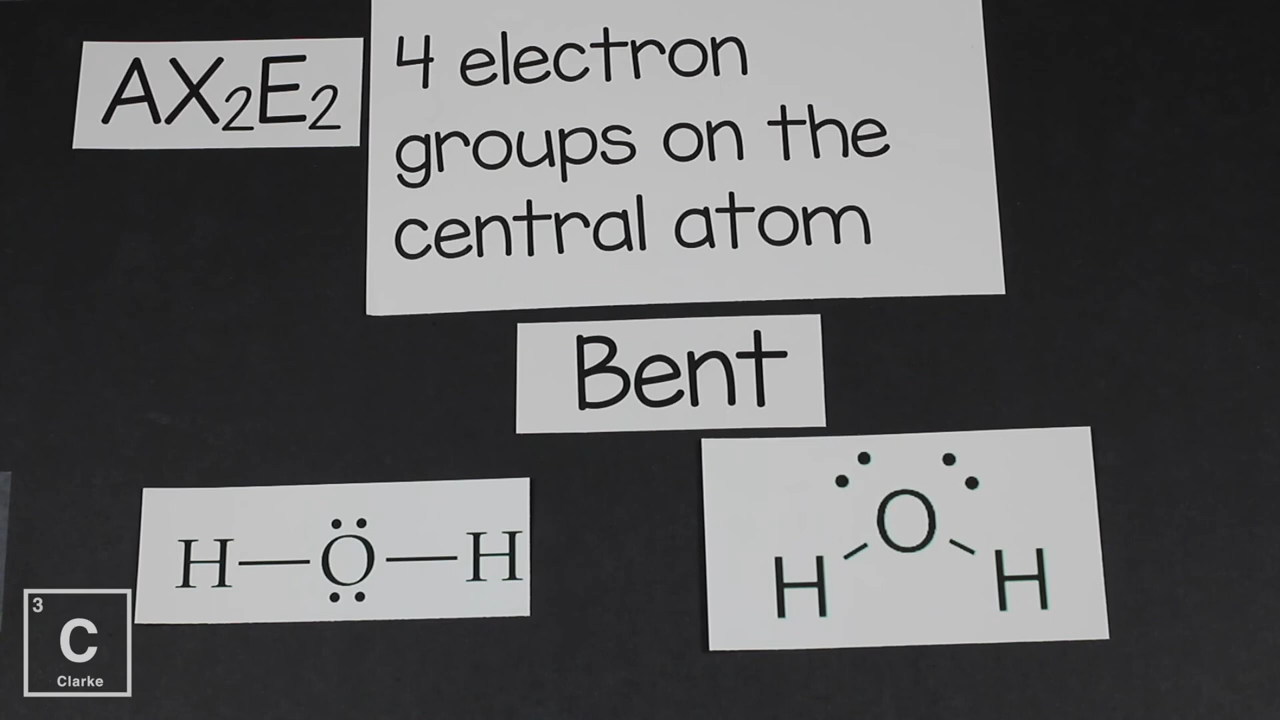 AX₂E₂
4 electron
groups on the
central atom
Bent
H—Ö—H
H O H
3
C
Clarke